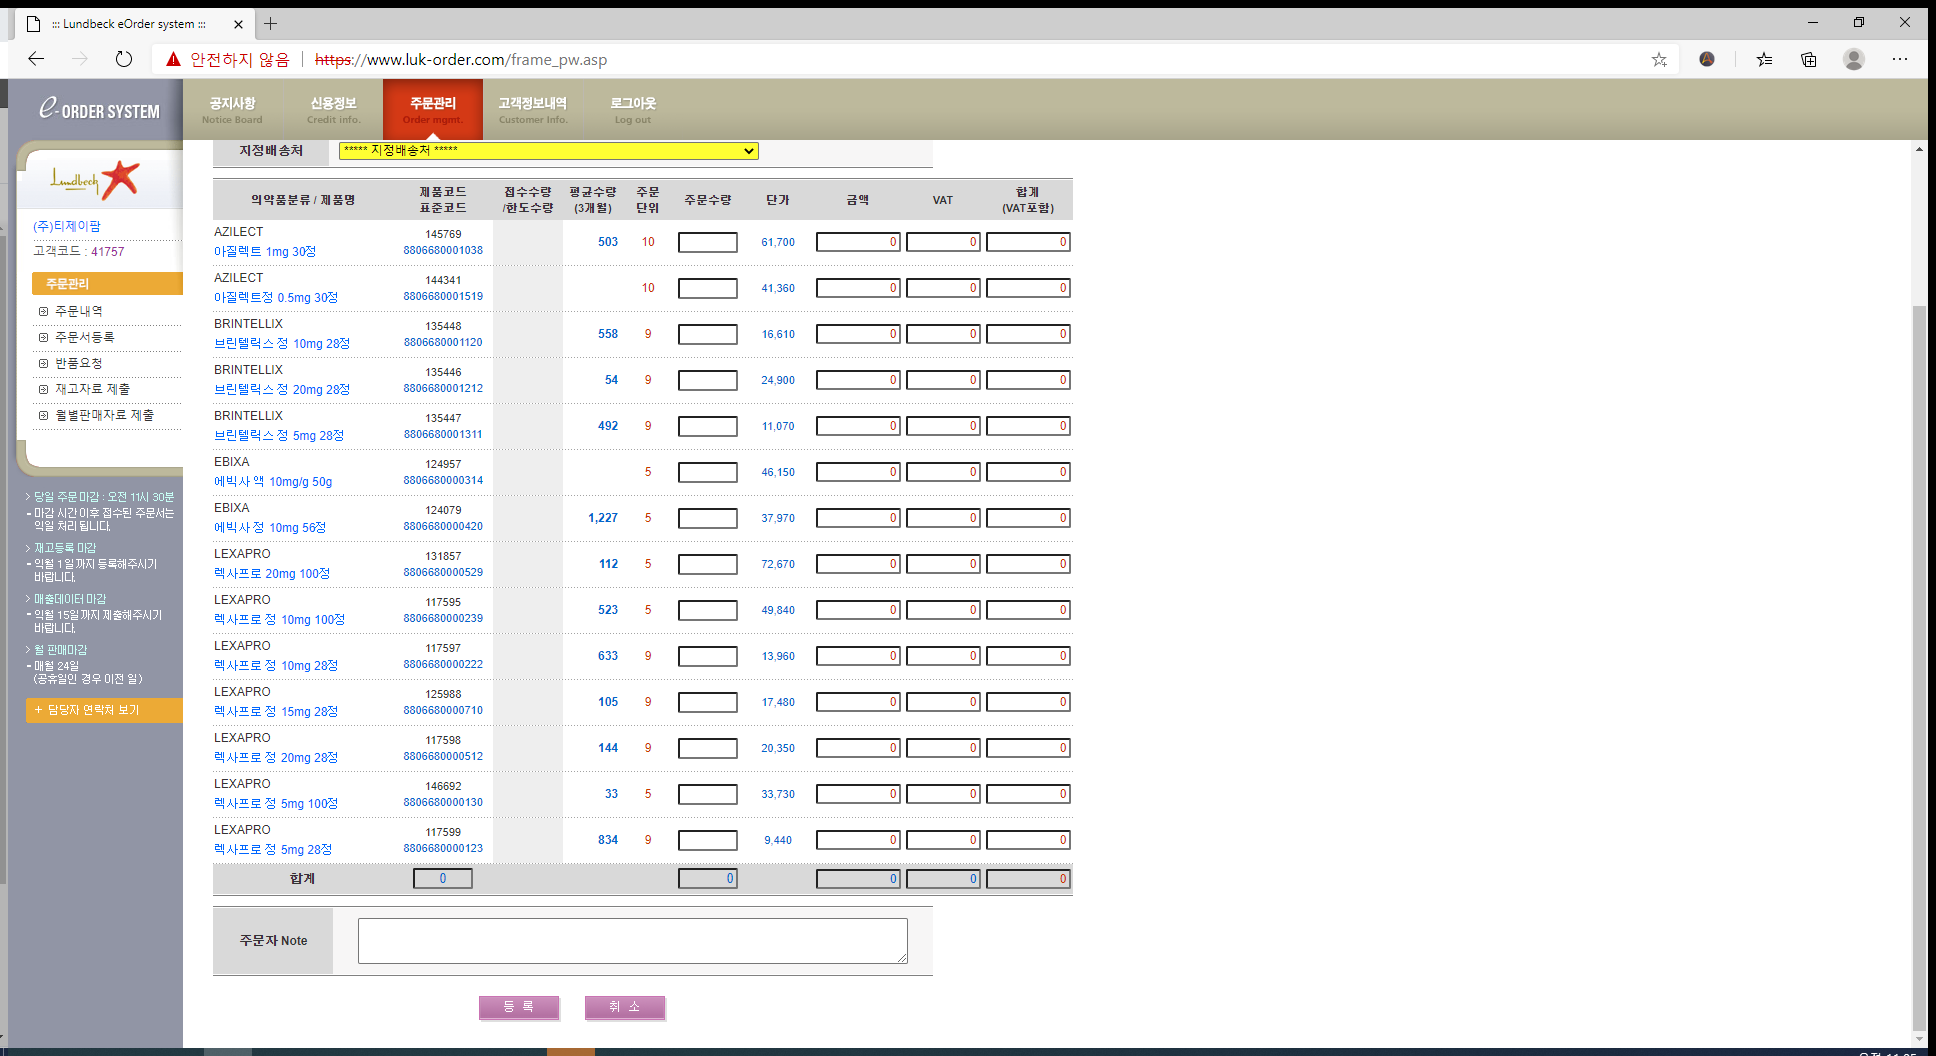 ::: Lundbeck eOrder system :::
안전하지 않음 https://www.luk-order.com/frame_pw.asp
e-ORDER SYSTEM
공지사항 신용정보 주문관리 고객정보내역 로그아웃
Notice Board Credit info. Order mgmt. Customer Info. Log out
Lundbeck
(주)티제이팜
고객코드 : 41757
주문관리
주문내역
주문서등록
반품요청
재고자료 제출
월별판매자료 제출
> 당일 주문마감 : 오전 11시 30분
- 마감 시간이후 접수된 주문서는
익일 처리 됩니다.
> 재고등록 마감
- 익월 1일까지 등록해주시기
바랍니다.
> 매출데이터 마감
- 익월 15일까지 제출해주시기
바랍니다.
> 월 판매마감
- 매월 24일
(공휴일인 경우 이전 일)
+ 담당자 연락처 보기
지정배송처 ***** 지정배송처 *****
의약품분류 / 제품명 제품코드 표준코드 접수수량 /한도수량 평균수량 (3개월) 주문 단위 주문수량 단가 금액 VAT 합계 (VAT포함)
AZILECT 145769
아질렉트 1mg 30정 8806680001038 503 10 61,700 0 0 0
AZILECT 144341
아질렉트정 0.5mg 30정 8806680001519 10 41,360 0 0 0
BRINTELLIX 135448
브린텔릭스 정 10mg 28정 8806680001120 558 9 16,610 0 0 0
BRINTELLIX 135446
브린텔릭스 정 20mg 28정 8806680001212 54 9 24,900 0 0 0
BRINTELLIX 135447
브린텔릭스 정 5mg 28정 8806680001311 492 9 11,070 0 0 0
EBIXA 124957
에빅사 액 10mg/g 50g 8806680000314 5 46,150 0 0 0
EBIXA 124079
에빅사 정 10mg 56정 8806680000420 1,227 5 37,970 0 0 0
LEXAPRO 131857
렉사프로 20mg 100정 8806680000529 112 5 72,670 0 0 0
LEXAPRO 117595
렉사프로 정 10mg 100정 8806680000239 523 5 49,840 0 0 0
LEXAPRO 117597
렉사프로 정 10mg 28정 8806680000222 633 9 13,960 0 0 0
LEXAPRO 125988
렉사프로 정 15mg 28정 8806680000710 105 9 17,480 0 0 0
LEXAPRO 117598
렉사프로 정 20mg 28정 8806680000512 144 9 20,350 0 0 0
LEXAPRO 146692
렉사프로 정 5mg 100정 8806680000130 33 5 33,730 0 0 0
LEXAPRO 117599
렉사프로 정 5mg 28정 8806680000123 834 9 9,440 0 0 0
합계 0 0 0 0 0
주문자 Note
등 록 취 소